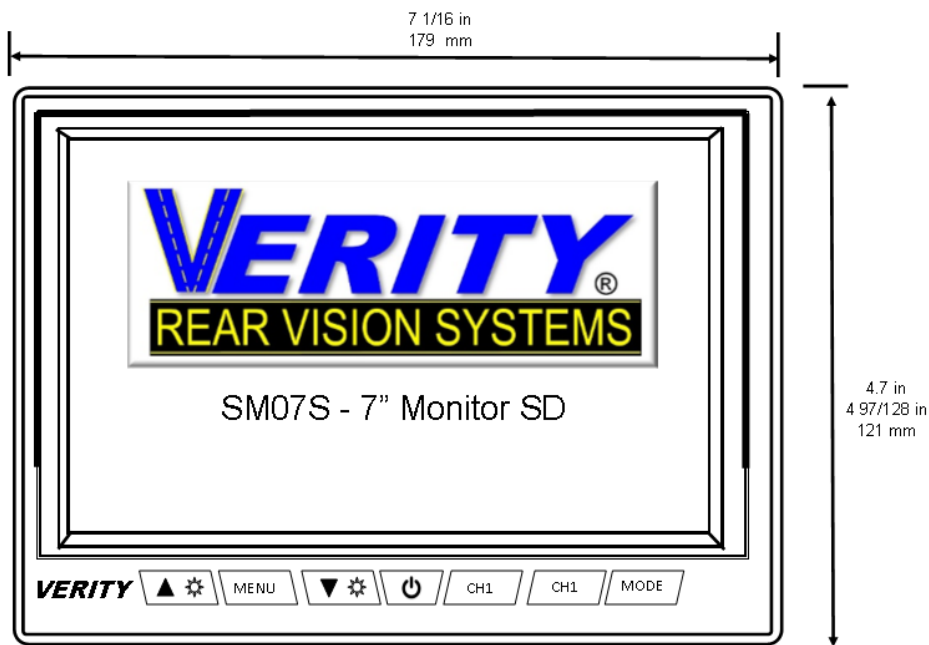 7 1/16 in
179 mm
VERITY®
REAR VISION SYSTEMS
SM07S - 7” Monitor SD
4.7 in
4 97/128 in
121 mm
VERITY MENU CH1 CH1 MODE